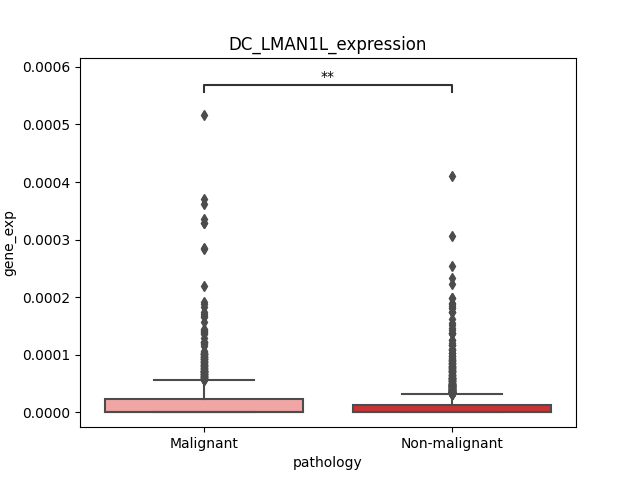 DC_LMAN1L_expression
**
0.0006
0.0005
0.0004
0.0003
0.0002
0.0001
0.0000
gene_exp
Malignant
Non-malignant
pathology